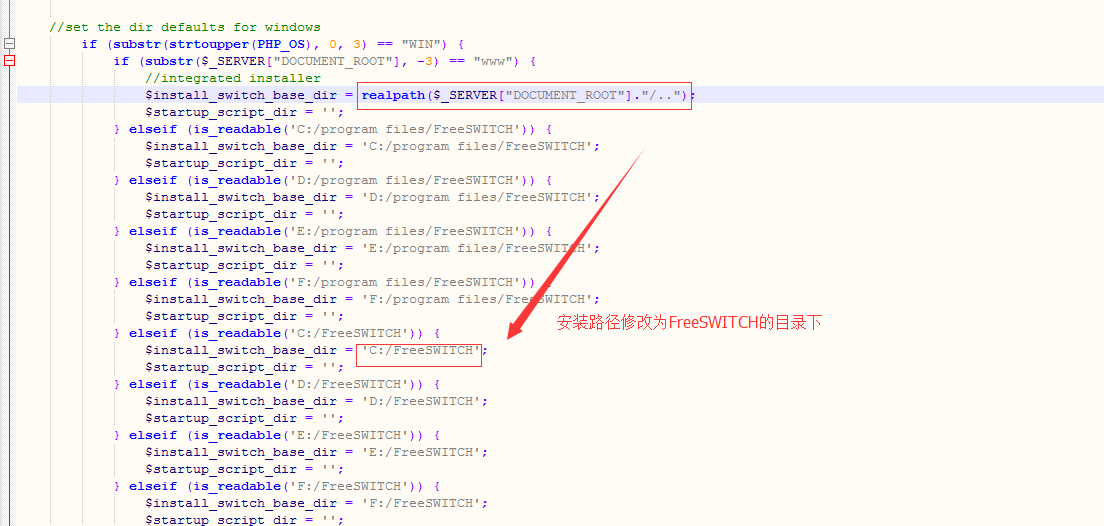 //set the dir defaults for windows
if (substr(strtoupper(PHP_OS), 0, 3) == "WIN") {
if (substr($_SERVER["DOCUMENT_ROOT"], -3) == "www") {
//integrated installer
$install_switch_base_dir = realpath($_SERVER["DOCUMENT_ROOT"]."/..");
$startup_script_dir = '';
} elseif (is_readable('C:/program files/FreeSWITCH')) {
$install_switch_base_dir = 'C:/program files/FreeSWITCH';
$startup_script_dir = '';
} elseif (is_readable('D:/program files/FreeSWITCH')) {
$install_switch_base_dir = 'D:/program files/FreeSWITCH';
$startup_script_dir = '';
} elseif (is_readable('E:/program files/FreeSWITCH')) {
$install_switch_base_dir = 'E:/program files/FreeSWITCH';
$startup_script_dir = '';
} elseif (is_readable('F:/program files/FreeSWITCH')) {
$install_switch_base_dir = 'F:/program files/FreeSWITCH';
$startup_script_dir = '';
安装路径修改为FreeSWITCH的目录下
} elseif (is_readable('C:/FreeSWITCH')) {
$install_switch_base_dir = 'C:/FreeSWITCH';
$startup_script_dir = '';
} elseif (is_readable('D:/FreeSWITCH')) {
$install_switch_base_dir = 'D:/FreeSWITCH';
$startup_script_dir = '';
} elseif (is_readable('E:/FreeSWITCH')) {
$install_switch_base_dir = 'E:/FreeSWITCH';
$startup_script_dir = '';
} elseif (is_readable('F:/FreeSWITCH')) {
$install_switch_base_dir = 'F:/FreeSWITCH';
$startup_script_dir = '';